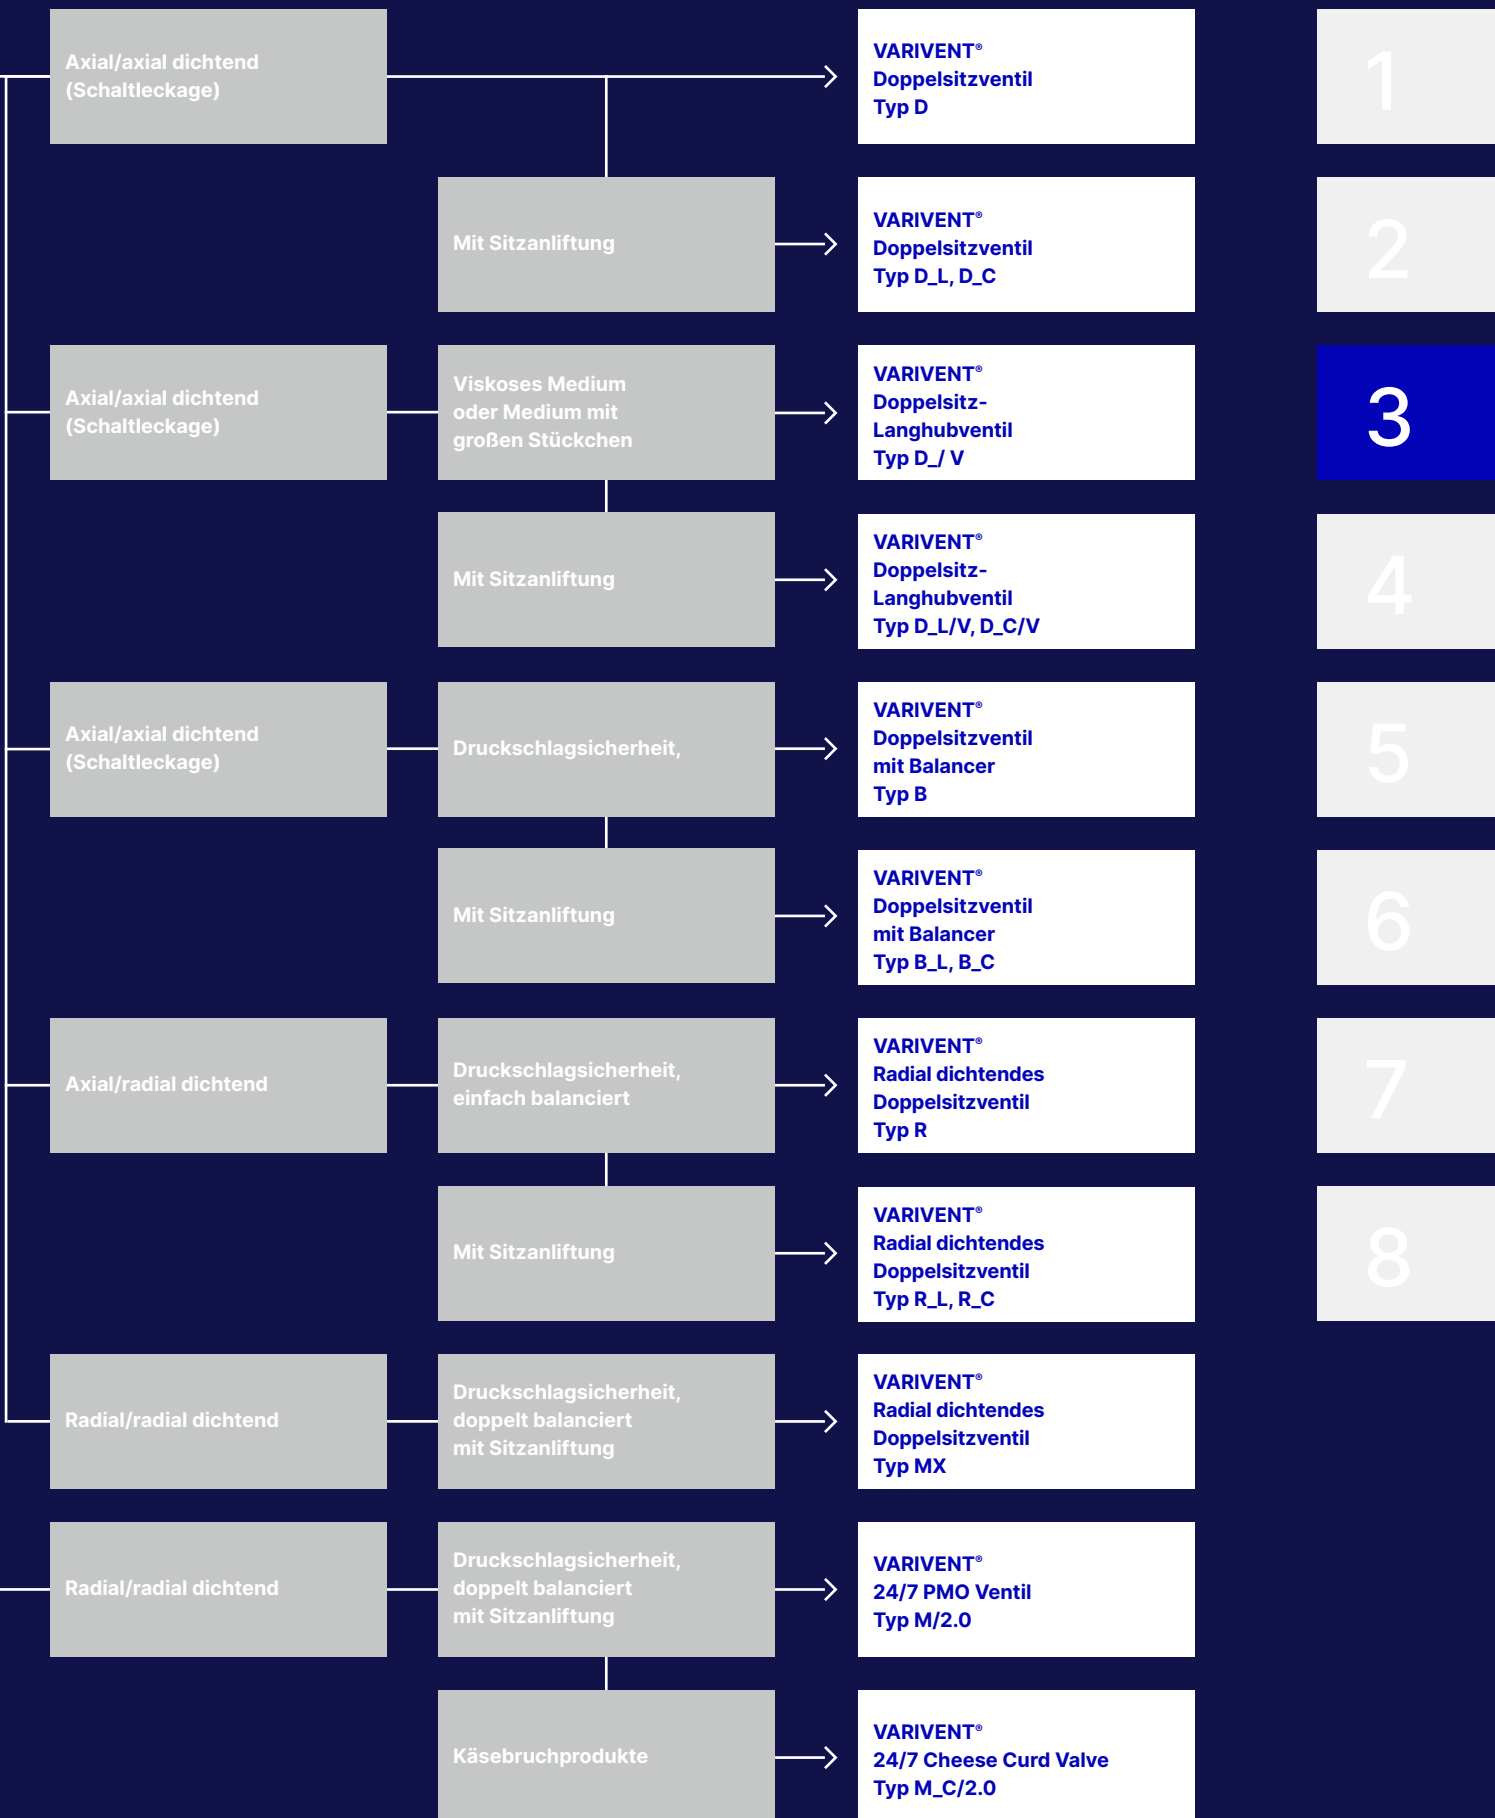 Axial/axial dichtend
(Schaltleckage)
VARIVENT®
Doppelsitzventil
Typ D
1
Mit Sitzanliftung
VARIVENT®
Doppelsitzventil
Typ D_L, D_C
2
Axial/axial dichtend
(Schaltleckage)
Viskoses Medium
oder Medium mit
großen Stückchen
VARIVENT®
Doppelsitz-
Langhubventil
Typ D_/ V
3
Mit Sitzanliftung
VARIVENT®
Doppelsitz-
Langhubventil
Typ D_L/V, D_C/V
4
Axial/axial dichtend
(Schaltleckage)
Druckschlagsicherheit,
VARIVENT®
Doppelsitzventil
mit Balancer
Typ B
5
Mit Sitzanliftung
VARIVENT®
Doppelsitzventil
mit Balancer
Typ B_L, B_C
6
Axial/radial dichtend
Druckschlagsicherheit,
einfach balanciert
VARIVENT®
Radial dichtendes
Doppelsitzventil
Typ R
7
Mit Sitzanliftung
VARIVENT®
Radial dichtendes
Doppelsitzventil
Typ R_L, R_C
8
Radial/radial dichtend
Druckschlagsicherheit,
doppelt balanciert
mit Sitzanliftung
VARIVENT®
Radial dichtendes
Doppelsitzventil
Typ MX
Radial/radial dichtend
Druckschlagsicherheit,
doppelt balanciert
mit Sitzanliftung
VARIVENT®
24/7 PMO Ventil
Typ M/2.0
Käsebruchprodukte
VARIVENT®
24/7 Cheese Curd Valve
Typ M_C/2.0